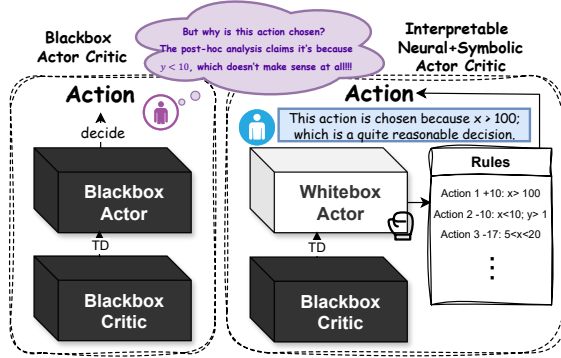 Blackbox
Actor Critic
But why is this action chosen?
The post-hoc analysis claims it's because
y < 10, which doesn't make sense at all!!!
Interpretable
Neural+Symbolic
Actor Critic
Action
decide
Blackbox
Actor
TD
Blackbox
Critic
Action
This action is chosen because x > 100;
which is a quite reasonable decision.
Whitebox
Actor
TD
Blackbox
Critic
Rules
Action 1 +10: x> 100
Action 2 -10: x<10; y> 1
Action 3 -17: 5<x<20
⋮